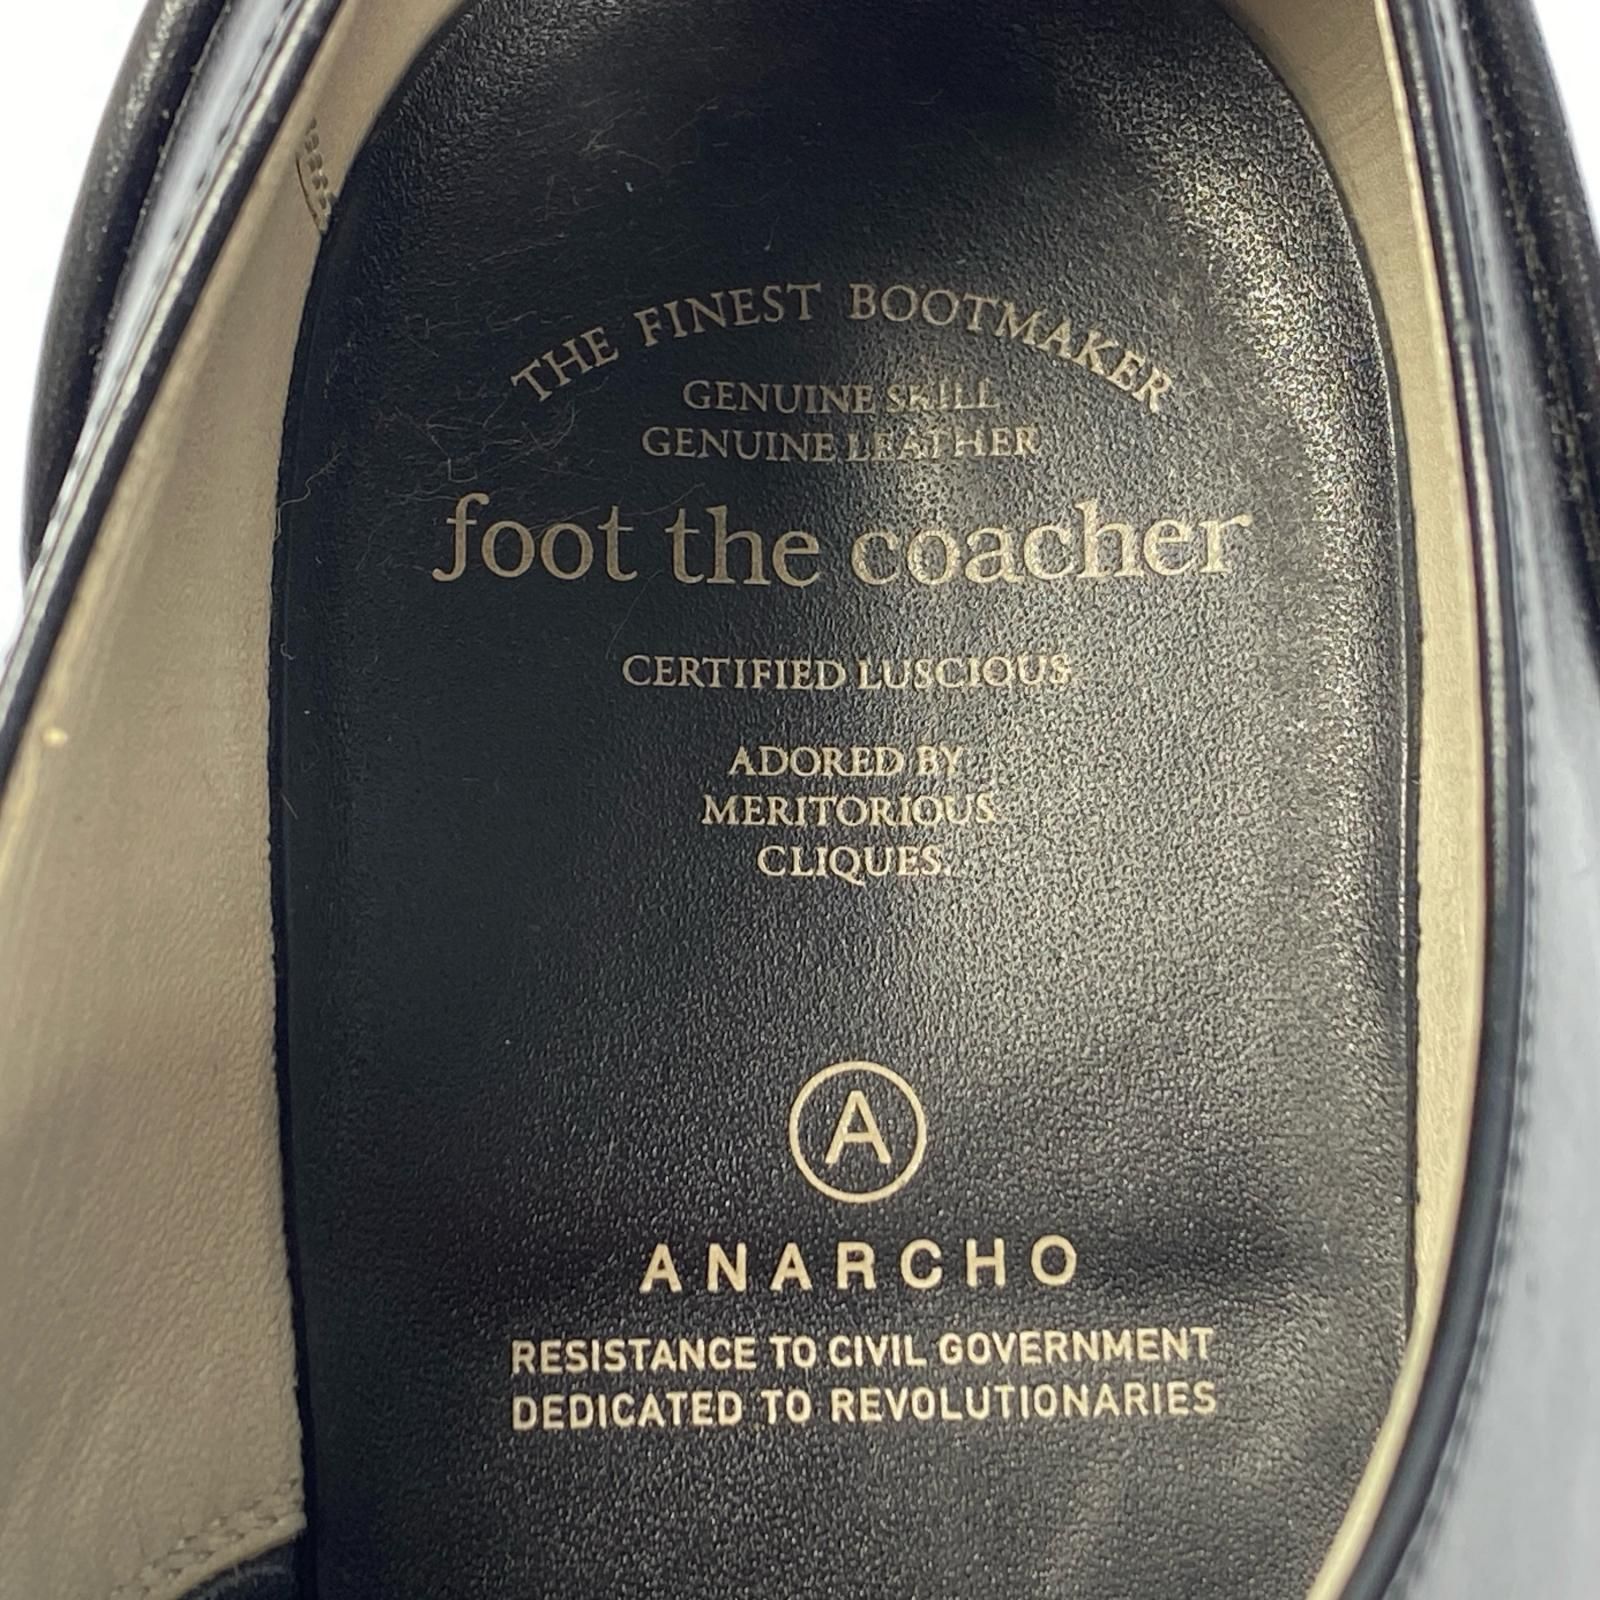 THE FINEST BOOTMAKER
GENUINE SKILL
GENUINE LEATHER
foot the coacher
CERTIFIED LUSCIOUS
ADORED BY
MERITORIOUS
CLIQUES.
A
ANARCHO
RESISTANCE TO CIVIL GOVERNMENT
DEDICATED TO REVOLUTIONARIES